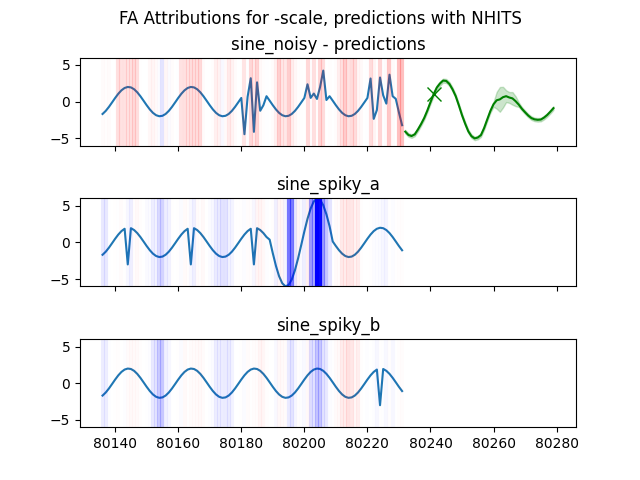 FA Attributions for -scale, predictions with NHITS
sine_noisy - predictions
5
0
−5
sine_spiky_a
5
0
−5
sine_spiky_b
5
0
−5
80140 80160 80180 80200 80220 80240 80260 80280